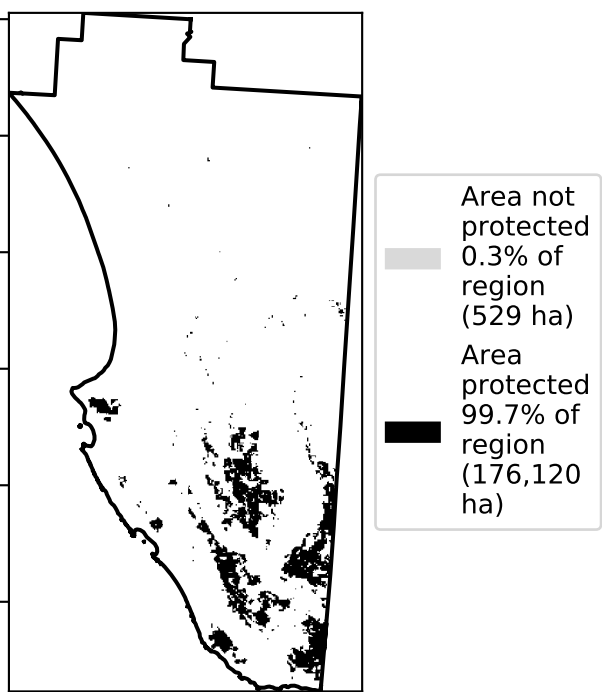 Area not
protected
0.3% of
region
(529 ha)
Area
protected
99.7% of
region
(176,120
ha)